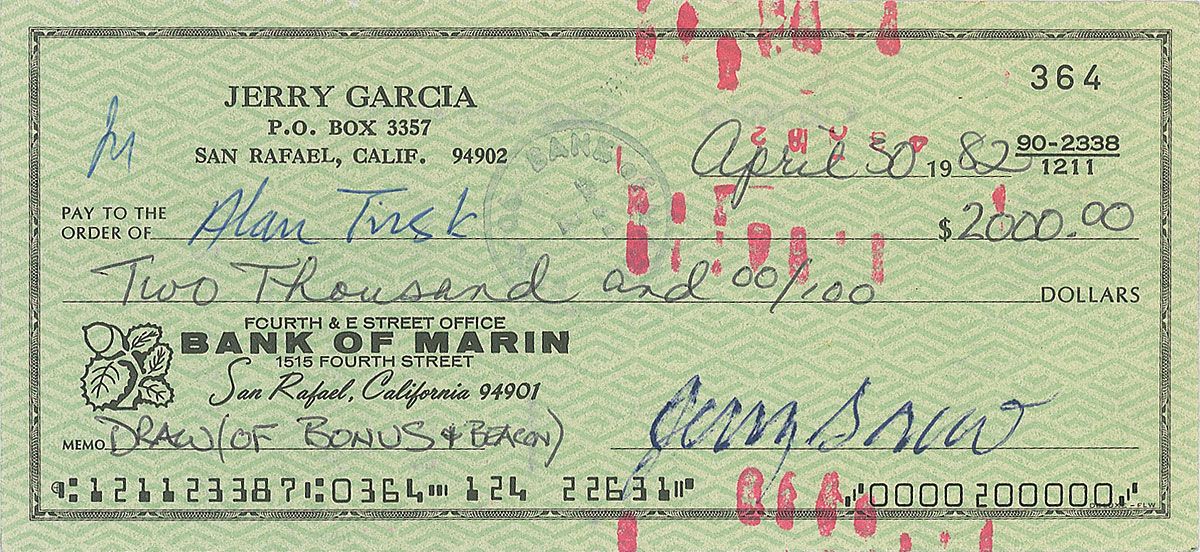 364
JERRY GARCIA
P.O. BOX 3357
SAN RAFAEL, CALIF. 94902
April 30 1982
90-2338
1211
PAY TO THE
ORDER OF Alan Trist
$2000.00
Two Thousand and 00/100 DOLLARS
FOURTH & E STREET OFFICE
BANK OF MARIN
1515 FOURTH STREET
San Rafael, California 94901
MEMO DRAW (OF BONUS & BEACON)
Jerry Garcia
⑆121123387⑆0364⑈ 124 22631⑈ ⑈0000200000⑈